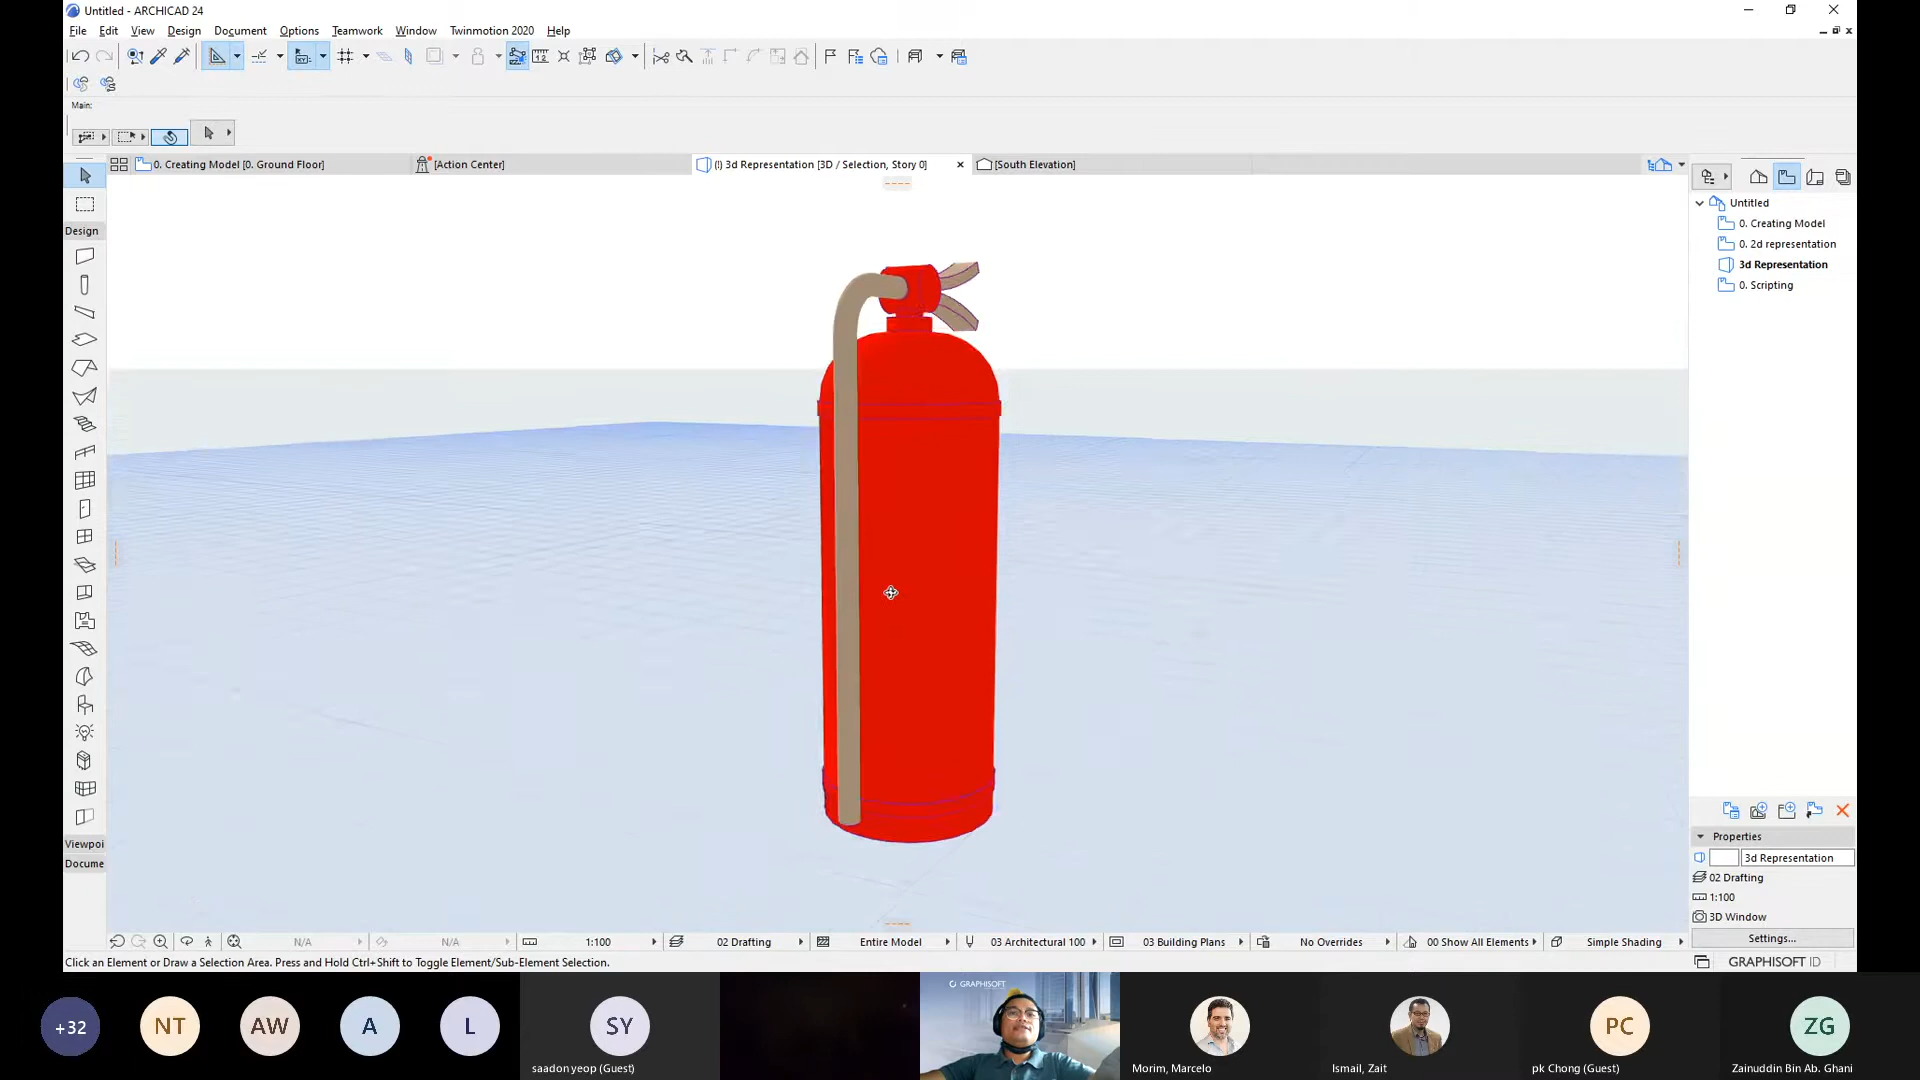 Untitled - ARCHICAD 24
File Edit View Design Document Options Teamwork Window Twinmotion 2020 Help
Main:
0. Creating Model [0. Ground Floor]
[Action Center]
(!) 3d Representation [3D / Selection, Story 0]
[South Elevation]
Design
Untitled
0. Creating Model
0. 2d representation
3d Representation
0. Scripting
Viewpoi
Docume
Properties
3d Representation
02 Drafting
1:100
3D Window
Settings...
N/A
N/A
1:100
02 Drafting
Entire Model
03 Architectural 100
03 Building Plans
No Overrides
00 Show All Elements
Simple Shading
Click an Element or Draw a Selection Area. Press and Hold Ctrl+Shift to Toggle Element/Sub-Element Selection.
GRAPHISOFT ID
+32
NT
AW
A
L
SY
saadon yeop (Guest)
GRAPHISOFT
Morim, Marcelo
Ismail, Zait
PC
pk Chong (Guest)
ZG
Zainuddin Bin Ab. Ghani